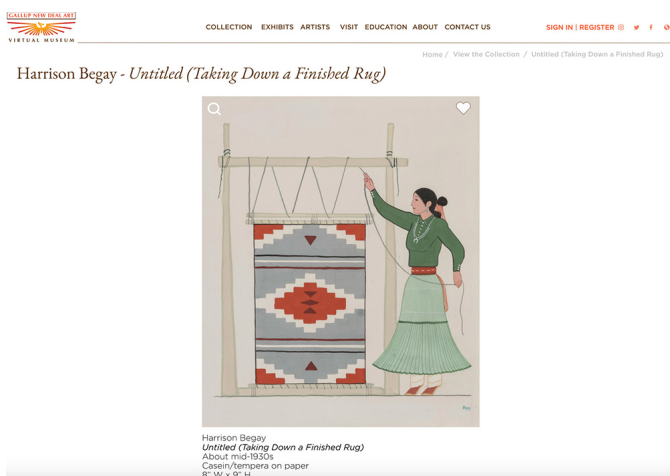 GALLUP NEW DEAL ART
VIRTUAL MUSEUM
COLLECTION EXHIBITS ARTISTS VISIT EDUCATION ABOUT CONTACT US
SIGN IN | REGISTER
Home / View the Collection / Untitled (Taking Down a Finished Rug)
Harrison Begay - Untitled (Taking Down a Finished Rug)
Harrison Begay
Untitled (Taking Down a Finished Rug)
About mid-1930s
Casein/tempera on paper
8" W x 9" H